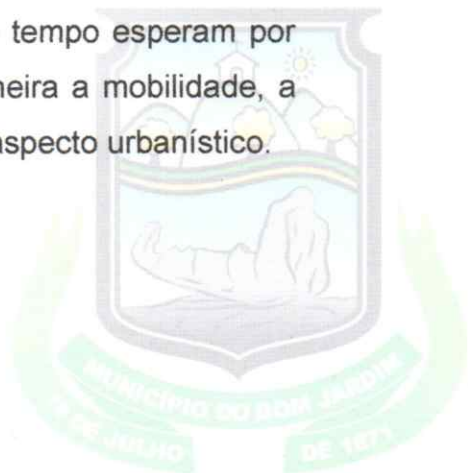 tempo esperam por
neira a mobilidade, a
aspecto urbanístico.
MUNICÍPIO DO BOM JARDIM
DE JULHO DE 1871